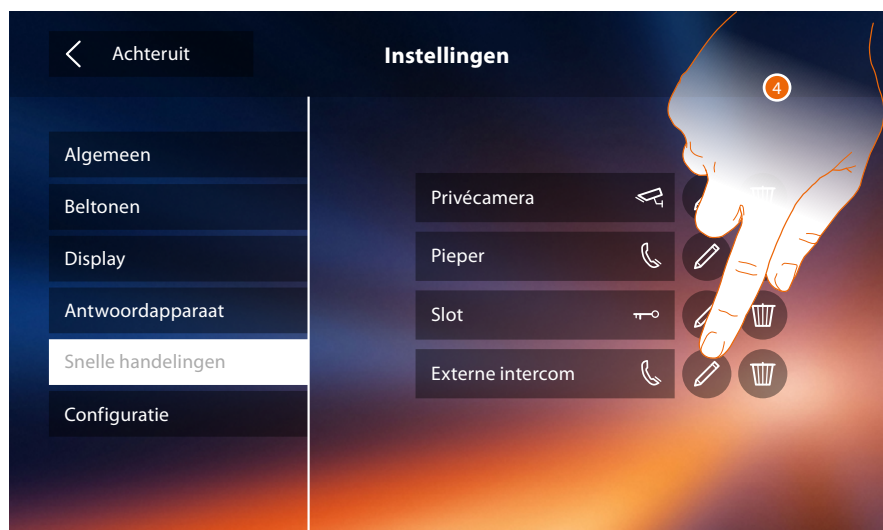 Achteruit
Instellingen
4
Algemeen
Beltonen
Display
Antwoordapparaat
Snelle handelingen
Configuratie
Privécamera
Pieper
Slot
Externe intercom